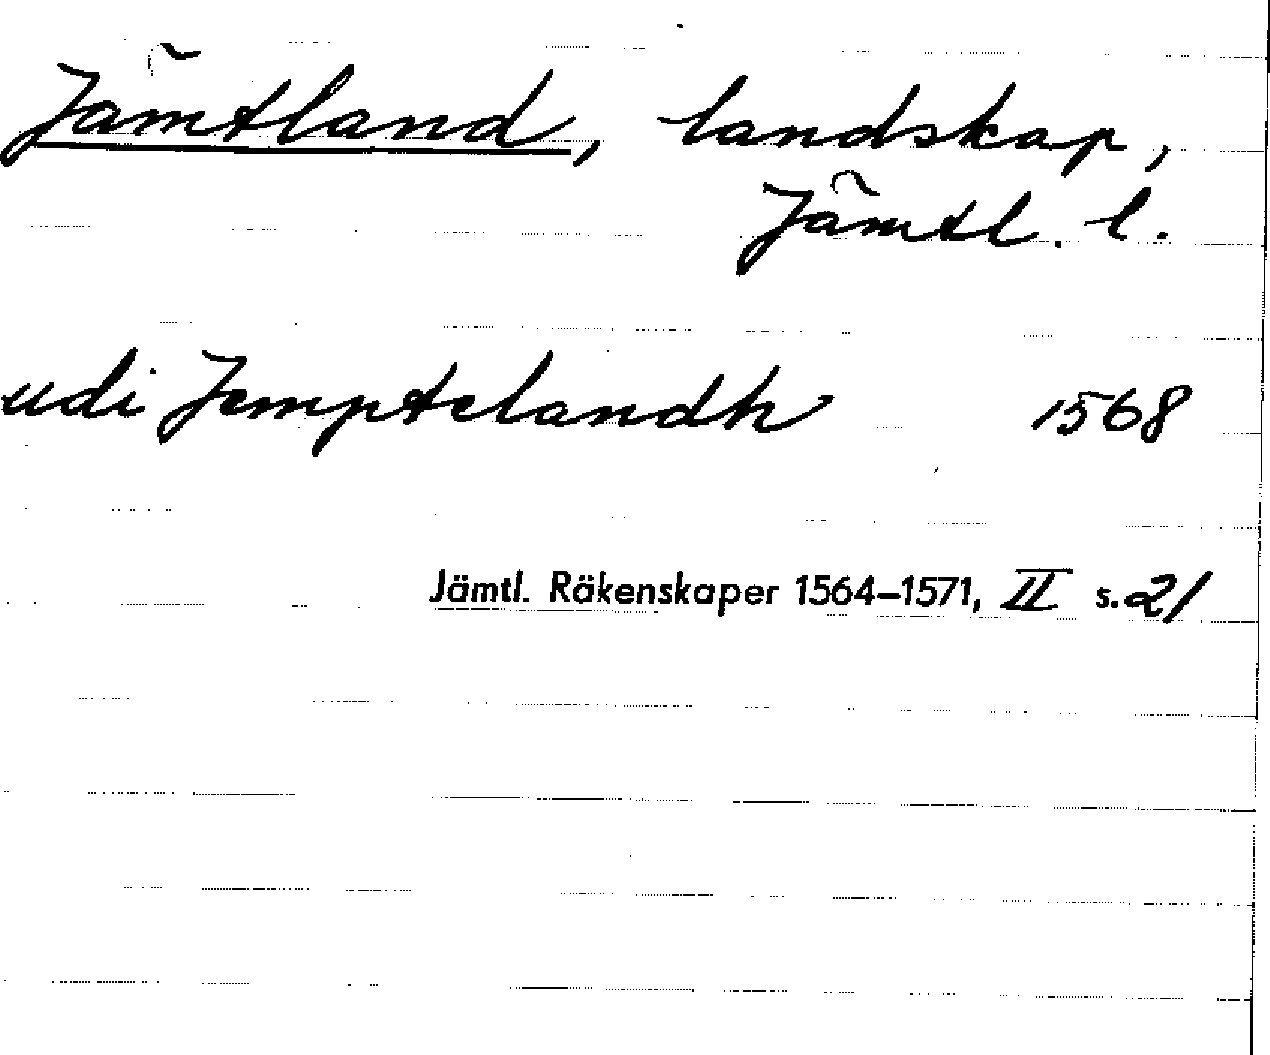 Jämtland, landskap,
Jämtl. l.
udi Jemptelandh 1568
Jämtl. Räkenskaper 1564–1571, II s. 21